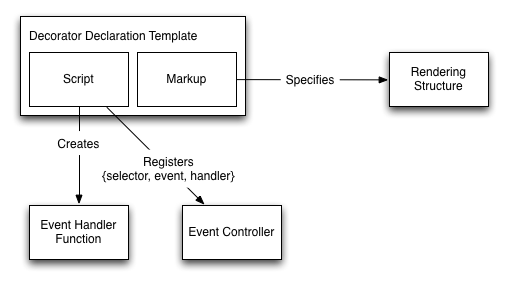 Decorator Declaration Template
Script
Markup
Specifies
Rendering
Structure
Creates
Registers
{selector, event, handler}
Event Handler
Function
Event Controller